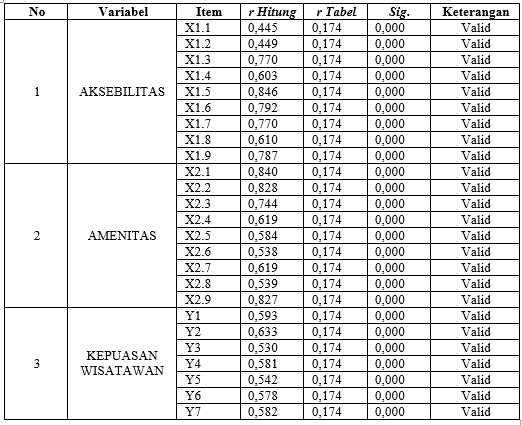 No Variabel Item r Hitung r Tabel Sig. Keterangan
1 AKSEBILITAS X1.1 0,445 0,174 0,000 Valid
X1.2 0,449 0,174 0,000 Valid
X1.3 0,770 0,174 0,000 Valid
X1.4 0,603 0,174 0,000 Valid
X1.5 0,846 0,174 0,000 Valid
X1.6 0,792 0,174 0,000 Valid
X1.7 0,770 0,174 0,000 Valid
X1.8 0,610 0,174 0,000 Valid
X1.9 0,787 0,174 0,000 Valid
2 AMENITAS X2.1 0,840 0,174 0,000 Valid
X2.2 0,828 0,174 0,000 Valid
X2.3 0,744 0,174 0,000 Valid
X2.4 0,619 0,174 0,000 Valid
X2.5 0,584 0,174 0,000 Valid
X2.6 0,538 0,174 0,000 Valid
X2.7 0,619 0,174 0,000 Valid
X2.8 0,539 0,174 0,000 Valid
X2.9 0,827 0,174 0,000 Valid
3 KEPUASAN WISATAWAN Y1 0,593 0,174 0,000 Valid
Y2 0,633 0,174 0,000 Valid
Y3 0,530 0,174 0,000 Valid
Y4 0,581 0,174 0,000 Valid
Y5 0,542 0,174 0,000 Valid
Y6 0,578 0,174 0,000 Valid
Y7 0,582 0,174 0,000 Valid